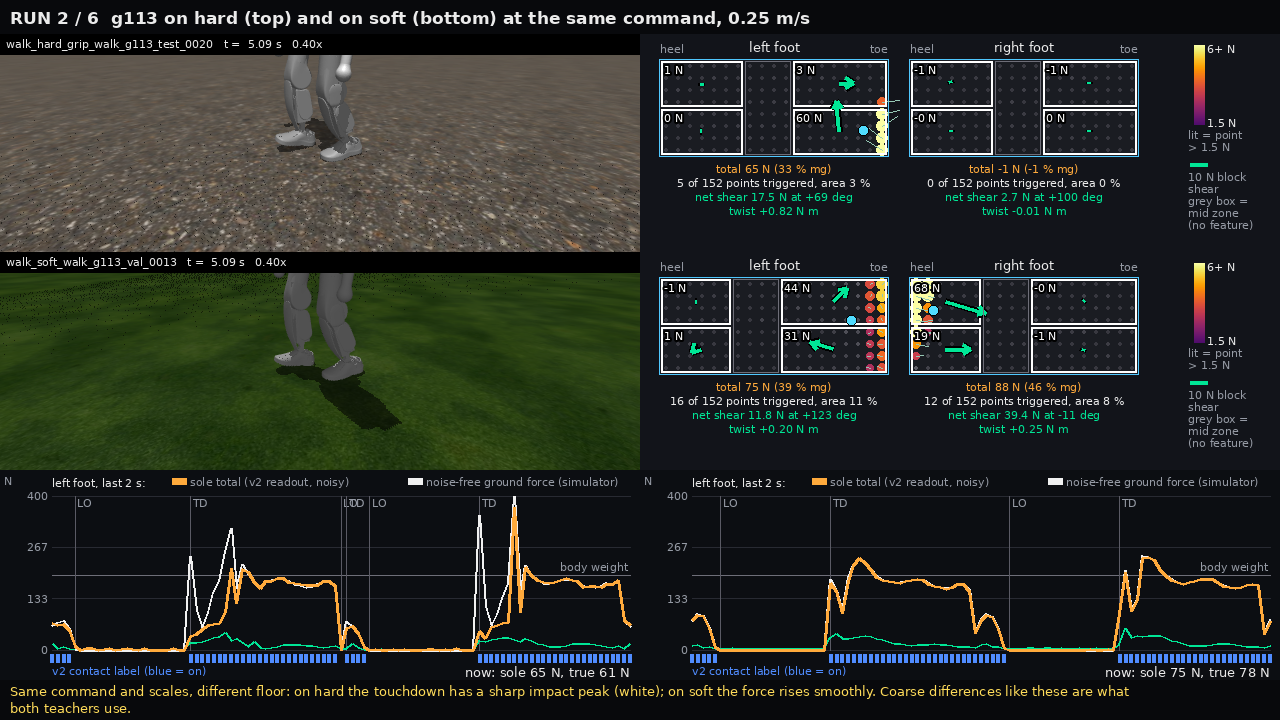 RUN 2 / 6  g113 on hard (top) and on soft (bottom) at the same command, 0.25 m/s
walk_hard_grip_walk_g113_test_0020   t =  5.09 s   0.40x
heel   left foot   toe   heel   right foot   toe
1 N   3 N   -1 N   -1 N
0 N   60 N   -0 N   0 N
total 65 N (33 % mg)   total -1 N (-1 % mg)
5 of 152 points triggered, area 3 %   0 of 152 points triggered, area 0 %
net shear 17.5 N at +69 deg   net shear 2.7 N at +100 deg
twist +0.82 N m   twist -0.01 N m
6+ N
1.5 N
lit = point
> 1.5 N
10 N block
shear
grey box =
mid zone
(no feature)
walk_soft_walk_g113_val_0013   t =  5.09 s   0.40x
heel   left foot   toe   heel   right foot   toe
-1 N   44 N   68 N   -0 N
1 N   31 N   19 N   -1 N
total 75 N (39 % mg)   total 88 N (46 % mg)
16 of 152 points triggered, area 11 %   12 of 152 points triggered, area 8 %
net shear 11.8 N at +123 deg   net shear 39.4 N at -11 deg
twist +0.20 N m   twist +0.25 N m
6+ N
1.5 N
lit = point
> 1.5 N
10 N block
shear
grey box =
mid zone
(no feature)
N   left foot, last 2 s:   sole total (v2 readout, noisy)   noise-free ground force (simulator)
400   LO   TD   LO   TD
267
body weight
133
0
v2 contact label (blue = on)   now: sole 65 N, true 61 N
N   left foot, last 2 s:   sole total (v2 readout, noisy)   noise-free ground force (simulator)
400   LO   TD   LO   TD
267
body weight
133
0
v2 contact label (blue = on)   now: sole 75 N, true 78 N
Same command and scales, different floor: on hard the touchdown has a sharp impact peak (white); on soft the force rises smoothly. Coarse differences like these are what
both teachers use.